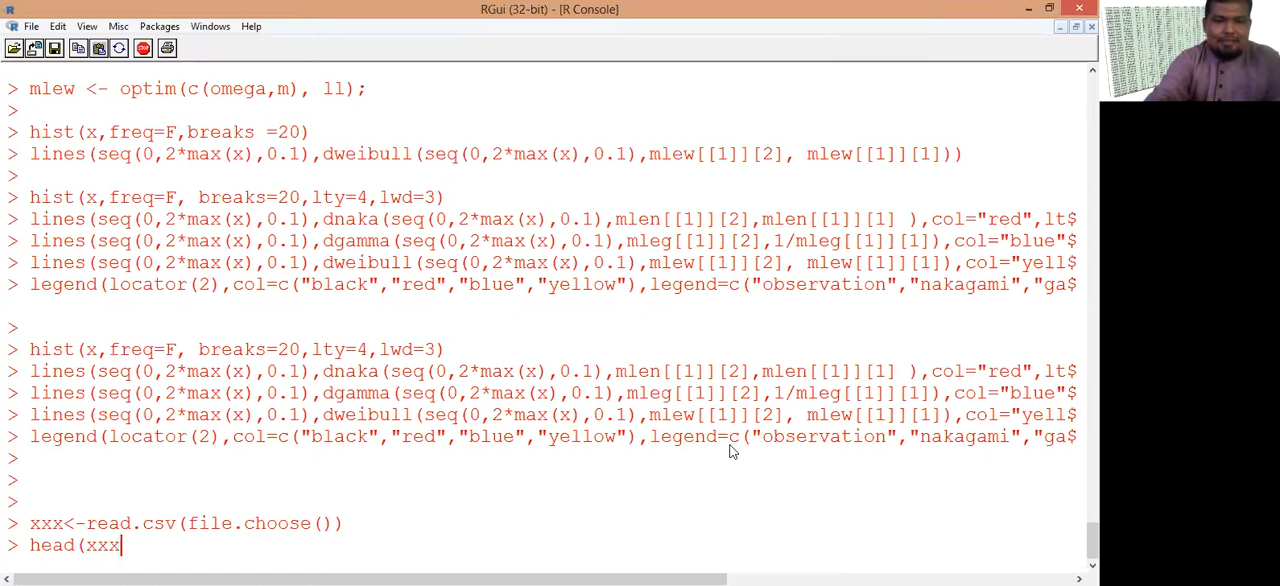 RGui (32-bit) - [R Console]
File Edit View Misc Packages Windows Help
> mlew <- optim(c(omega,m), ll);
>
> hist(x,freq=F,breaks =20)
> lines(seq(0,2*max(x),0.1),dweibull(seq(0,2*max(x),0.1),mlew[[1]][2], mlew[[1]][1]))
>
> hist(x,freq=F, breaks=20,lty=4,lwd=3)
> lines(seq(0,2*max(x),0.1),dnaka(seq(0,2*max(x),0.1),mlen[[1]][2],mlen[[1]][1] ),col="red",lt$
> lines(seq(0,2*max(x),0.1),dgamma(seq(0,2*max(x),0.1),mleg[[1]][2],1/mleg[[1]][1]),col="blue"$
> lines(seq(0,2*max(x),0.1),dweibull(seq(0,2*max(x),0.1),mlew[[1]][2], mlew[[1]][1]),col="yell$
> legend(locator(2),col=c("black","red","blue","yellow"),legend=c("observation","nakagami","ga$
>
> hist(x,freq=F, breaks=20,lty=4,lwd=3)
> lines(seq(0,2*max(x),0.1),dnaka(seq(0,2*max(x),0.1),mlen[[1]][2],mlen[[1]][1] ),col="red",lt$
> lines(seq(0,2*max(x),0.1),dgamma(seq(0,2*max(x),0.1),mleg[[1]][2],1/mleg[[1]][1]),col="blue"$
> lines(seq(0,2*max(x),0.1),dweibull(seq(0,2*max(x),0.1),mlew[[1]][2], mlew[[1]][1]),col="yell$
> legend(locator(2),col=c("black","red","blue","yellow"),legend=c("observation","nakagami","ga$
>
>
>
> xxx<-read.csv(file.choose())
> head(xxx